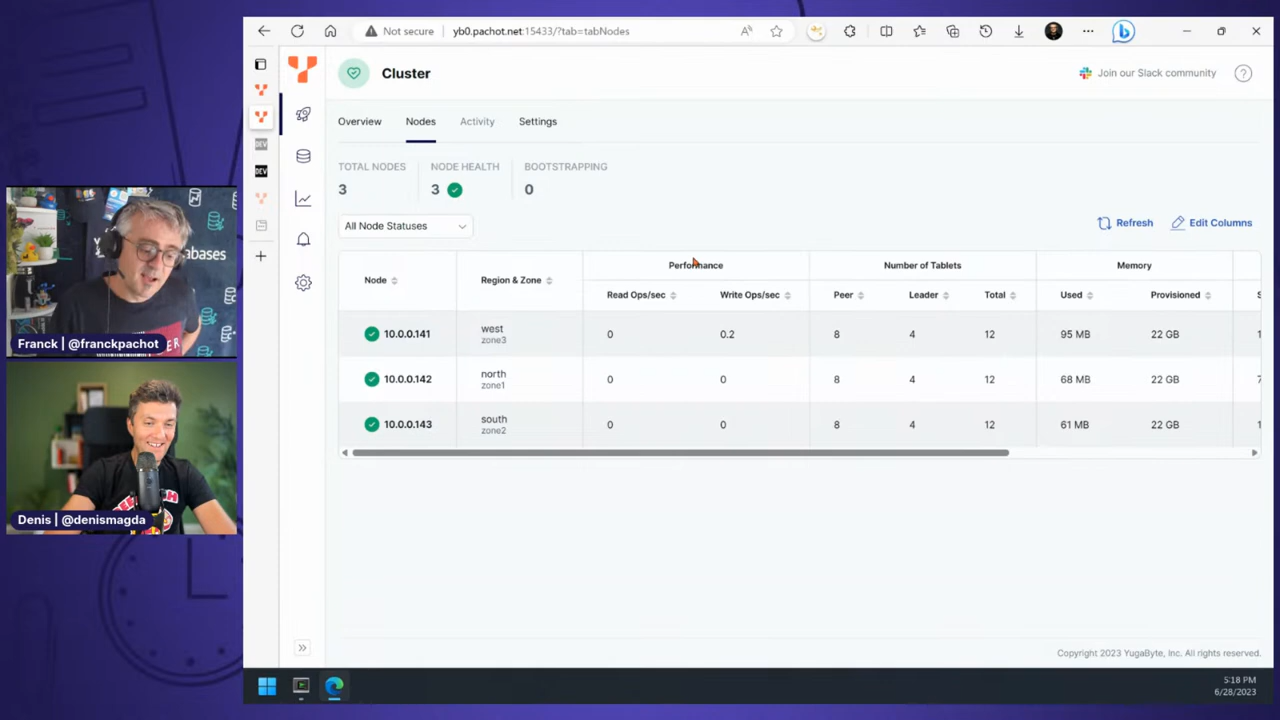 Not secure
yb0.pachot.net:15433/?tab=tabNodes
Cluster
Join our Slack community
Overview
Nodes
Activity
Settings
TOTAL NODES
NODE HEALTH
BOOTSTRAPPING
3
3
0
All Node Statuses
Refresh
Edit Columns
Node
Region & Zone
Performance
Number of Tablets
Memory
Read Ops/sec
Write Ops/sec
Peer
Leader
Total
Used
Provisioned
10.0.0.141
west
zone3
0
0.2
8
4
12
95 MB
22 GB
10.0.0.142
north
zone1
0
0
8
4
12
68 MB
22 GB
10.0.0.143
south
zone2
0
0
8
4
12
61 MB
22 GB
Copyright 2023 YugaByte, Inc. All rights reserved.
5:18 PM
6/28/2023
DEV
DEV
Franck | @franckpachot
Denis | @denismagda